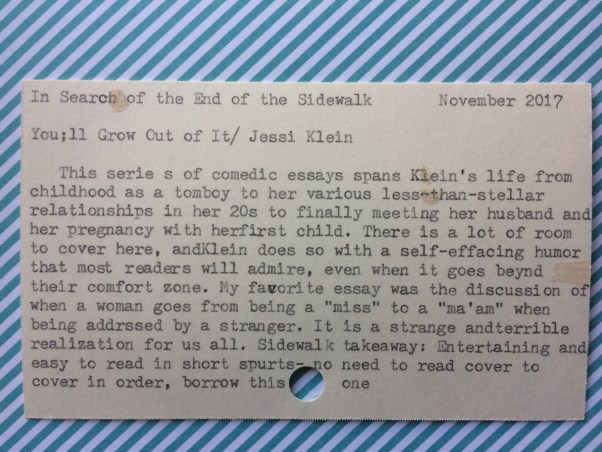 In Search of the End of the Sidewalk November 2017
You;ll Grow Out of It/ Jessi Klein
This serie s of comedic essays spans Klein's life from
childhood as a tomboy to her various less-than-stellar
relationships in her 20s to finally meeting her husband and
her pregnancy with herfirst child. There is a lot of room
to cover here, andKlein does so with a self-effacing humor
that most readers will admire, even when it goes beynd
their comfort zone. My favorite essay was the discussion of
when a woman goes from being a "miss" to a "ma'am" when
being addrssed by a stranger. It is a strange andterrible
realization for us all. Sidewalk takeaway: Entertaining and
easy to read in short spurts- no need to read cover to
cover in order, borrow this one